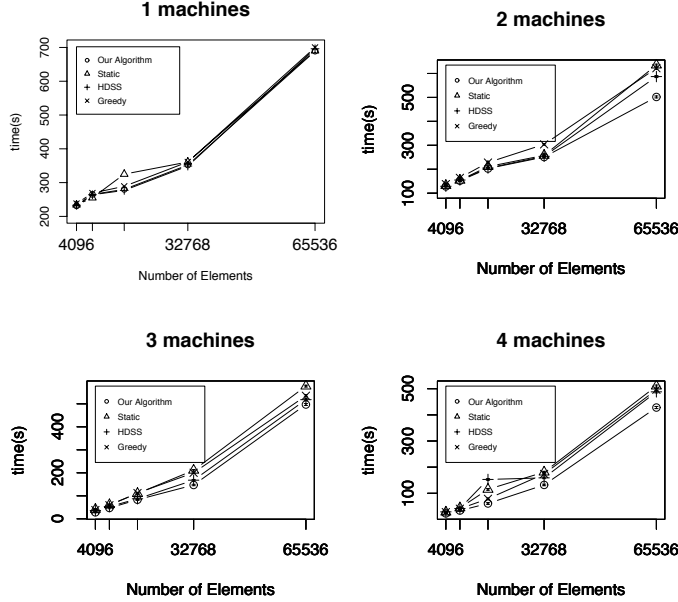 1 machines
time(s)
700
600
500
400
300
200
Our Algorithm
Static
HDSS
Greedy
4096
32768
65536
Number of Elements
2 machines
time(s)
500
300
100
Our Algorithm
Static
HDSS
Greedy
4096
32768
65536
Number of Elements
3 machines
time(s)
400
200
0
Our Algorithm
Static
HDSS
Greedy
4096
32768
65536
Number of Elements
4 machines
time(s)
500
300
100
Our Algorithm
Static
HDSS
Greedy
4096
32768
65536
Number of Elements